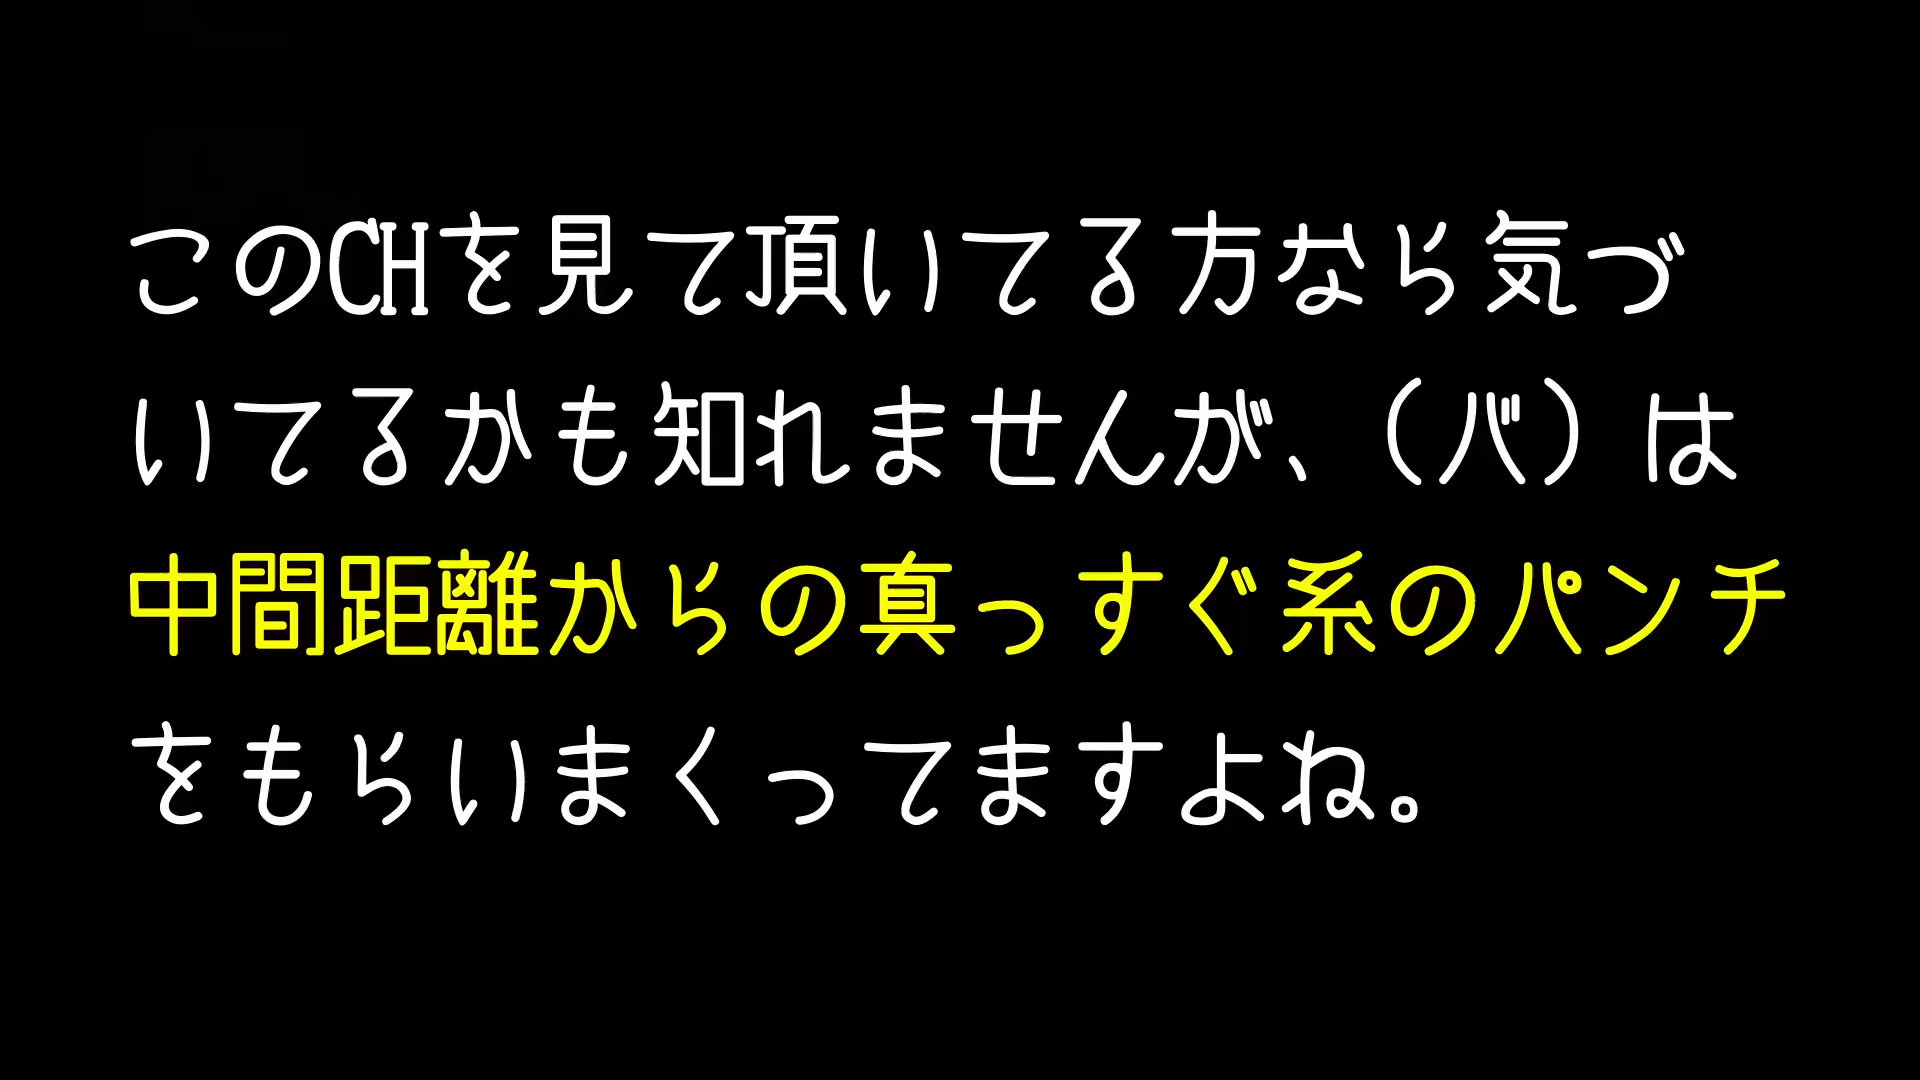 このCHを見て頂いてる方なら気づ
いてるかも知れませんが、（バ）は
中間距離からの真っすぐ系のパンチ
をもらいまくってますよね。